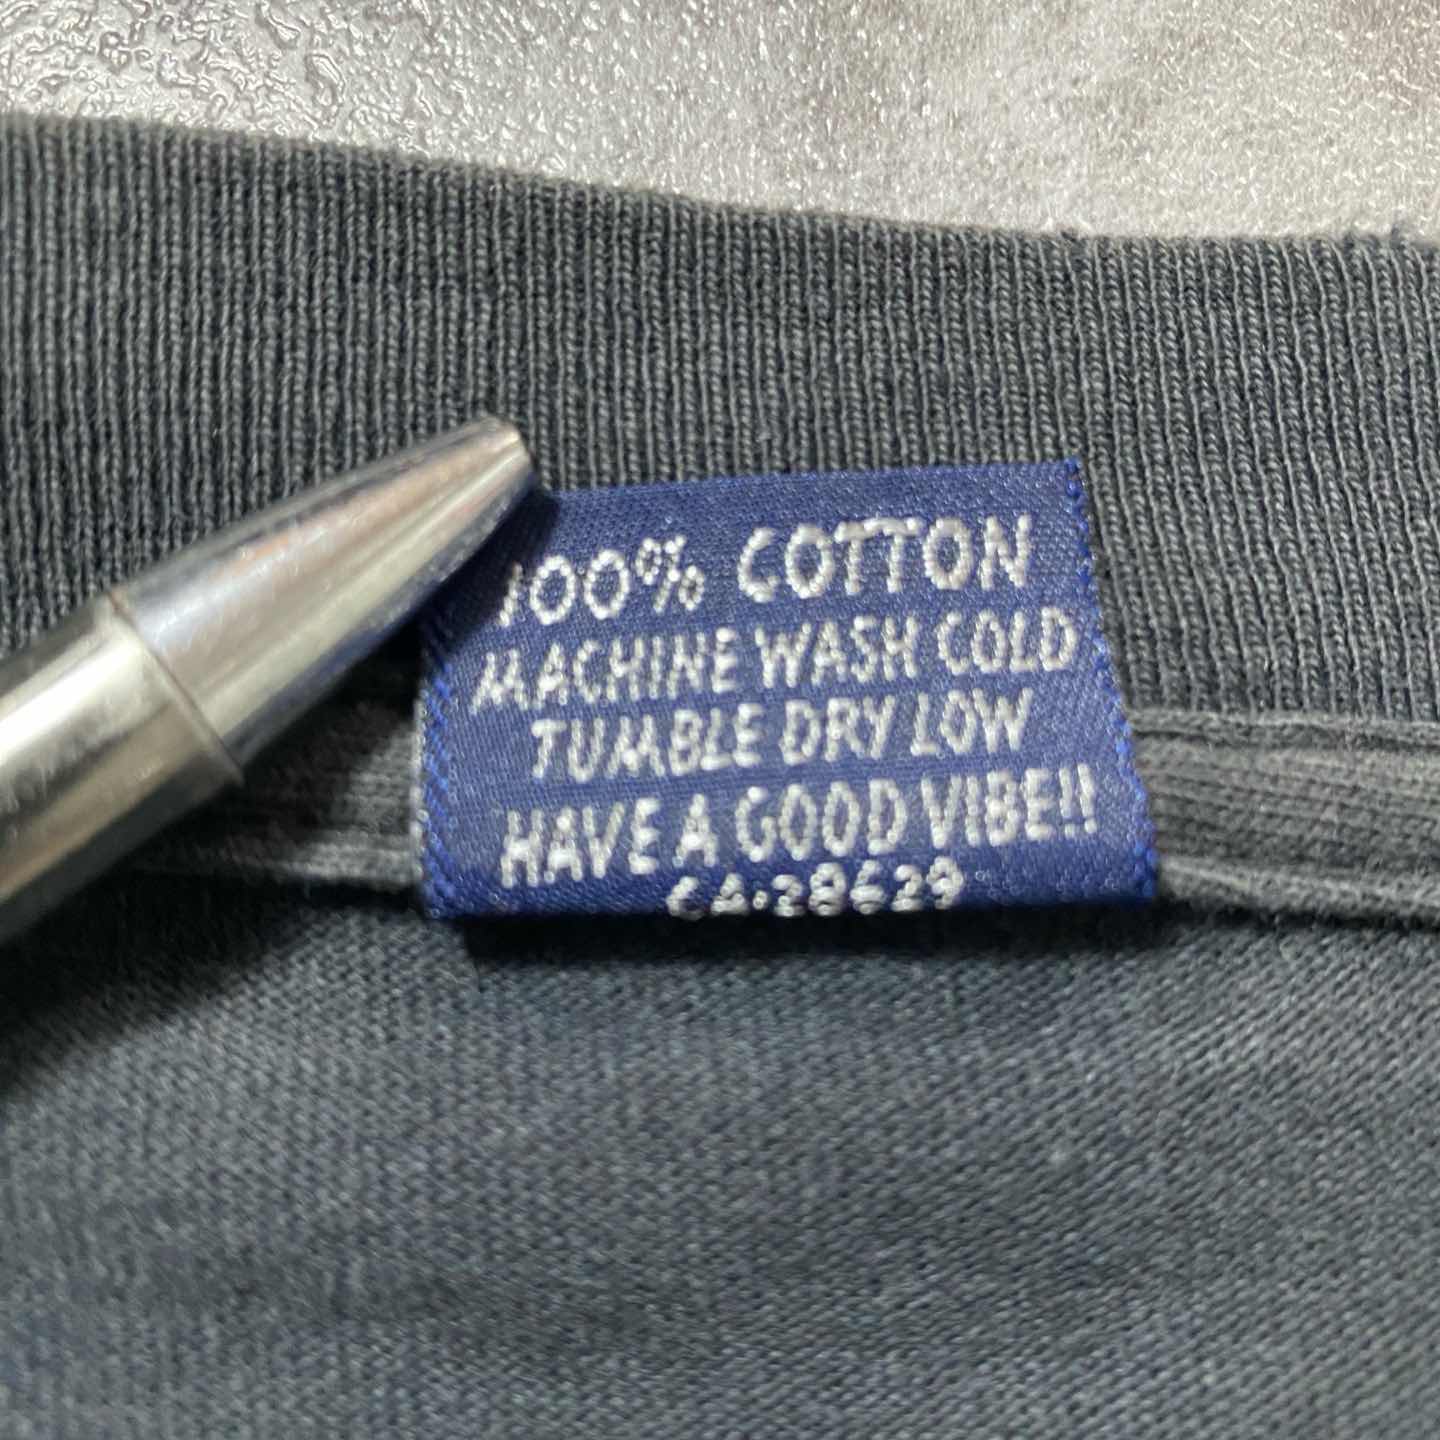 100% COTTON
MACHINE WASH COLD
TUMBLE DRY LOW
HAVE A GOOD VIBE!!
CA·28629